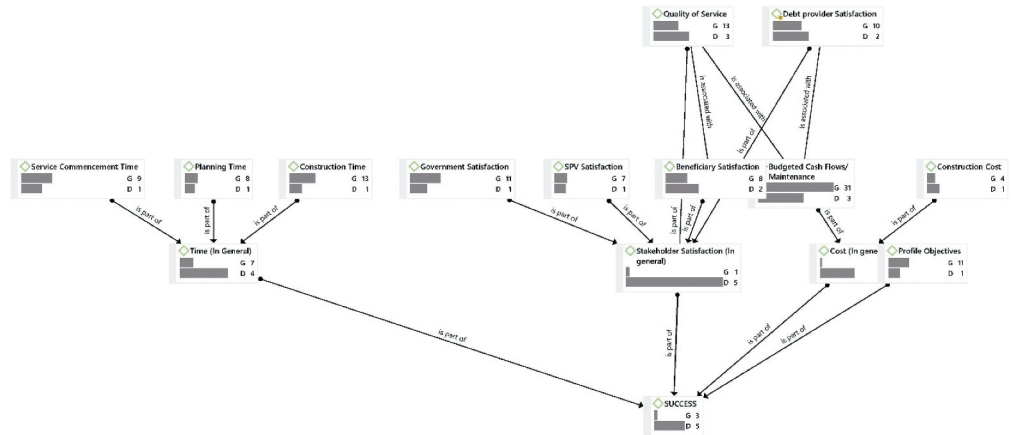 Quality of Service
G 13
D 3
Debt provider Satisfaction
G 10
D 2
is associated with
is associated with
is part of
is associated with
Service Commencement Time
G 9
D 1
Planning Time
G 8
D 1
Construction Time
G 13
D 1
Government Satisfaction
G 11
D 1
SPV Satisfaction
G 7
D 1
Beneficiary Satisfaction
G 8
D 2
Budgeted Cash Flows/
Maintenance
G 31
D 3
Construction Cost
G 4
D 1
is part of
is part of
is part of
is part of
is part of
is part of
is part of
is part of
is part of
Time (In General)
G 7
D 4
Stakeholder Satisfaction (In
general)
G 1
D 5
Cost (In gene
Profile Objectives
G 11
D 1
is part of
is part of
is part of
is part of
SUCCESS
G 3
D 5